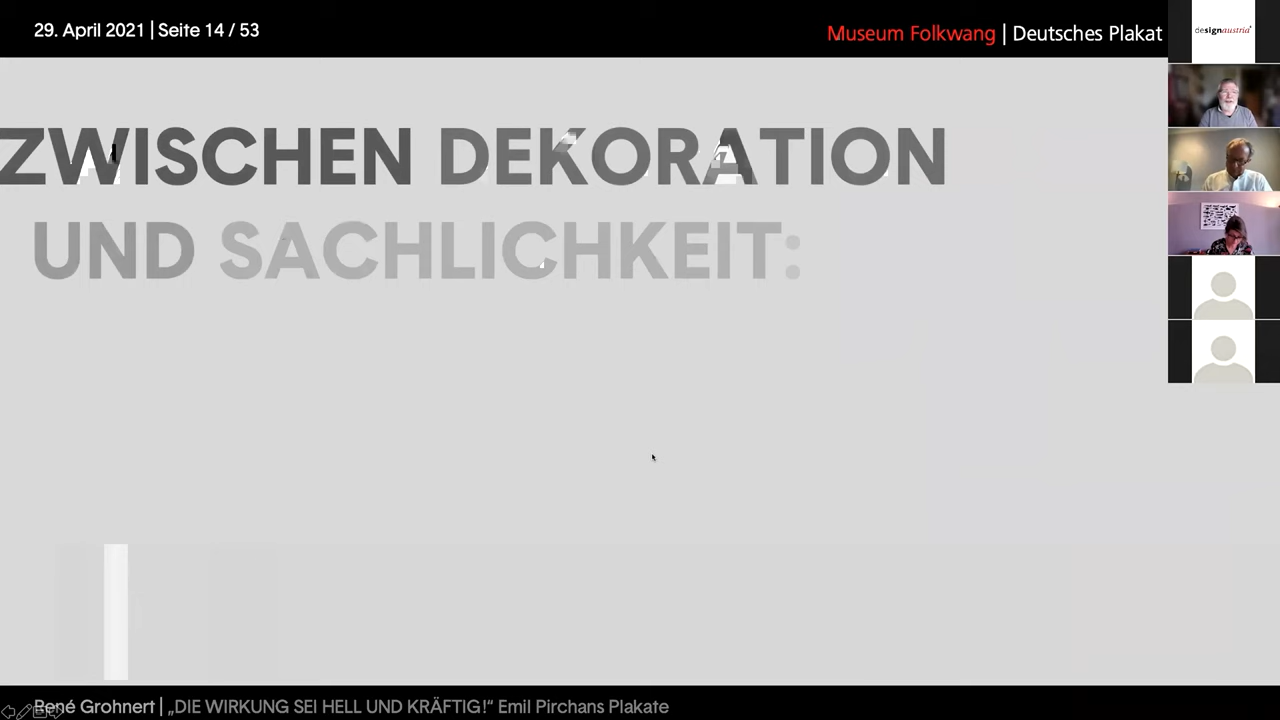 29. April 2021 | Seite 14 / 53
Museum Folkwang | Deutsches Plakat
designaustria
ZWISCHEN DEKORATION
UND SACHLICHKEIT:
René Grohnert | „DIE WIRKUNG SEI HELL UND KRÄFTIG!“ Emil Pirchans Plakate